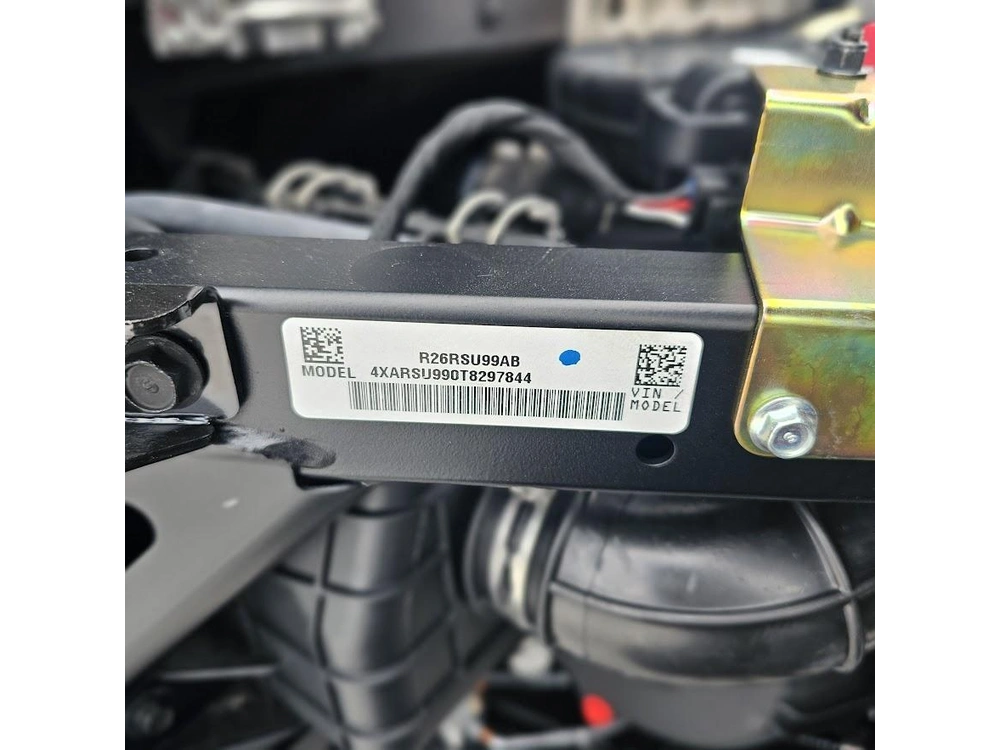 R26RSU99AB
MODEL 4XARSU990T8297844
VIN /
MODEL